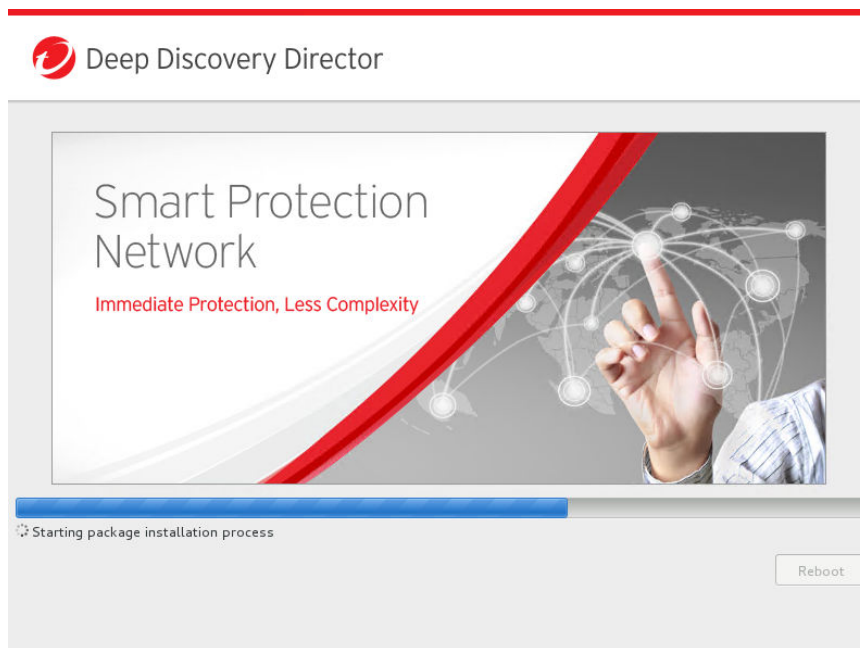 Deep Discovery Director
Smart Protection
Network
Immediate Protection, Less Complexity
Starting package installation process
Reboot